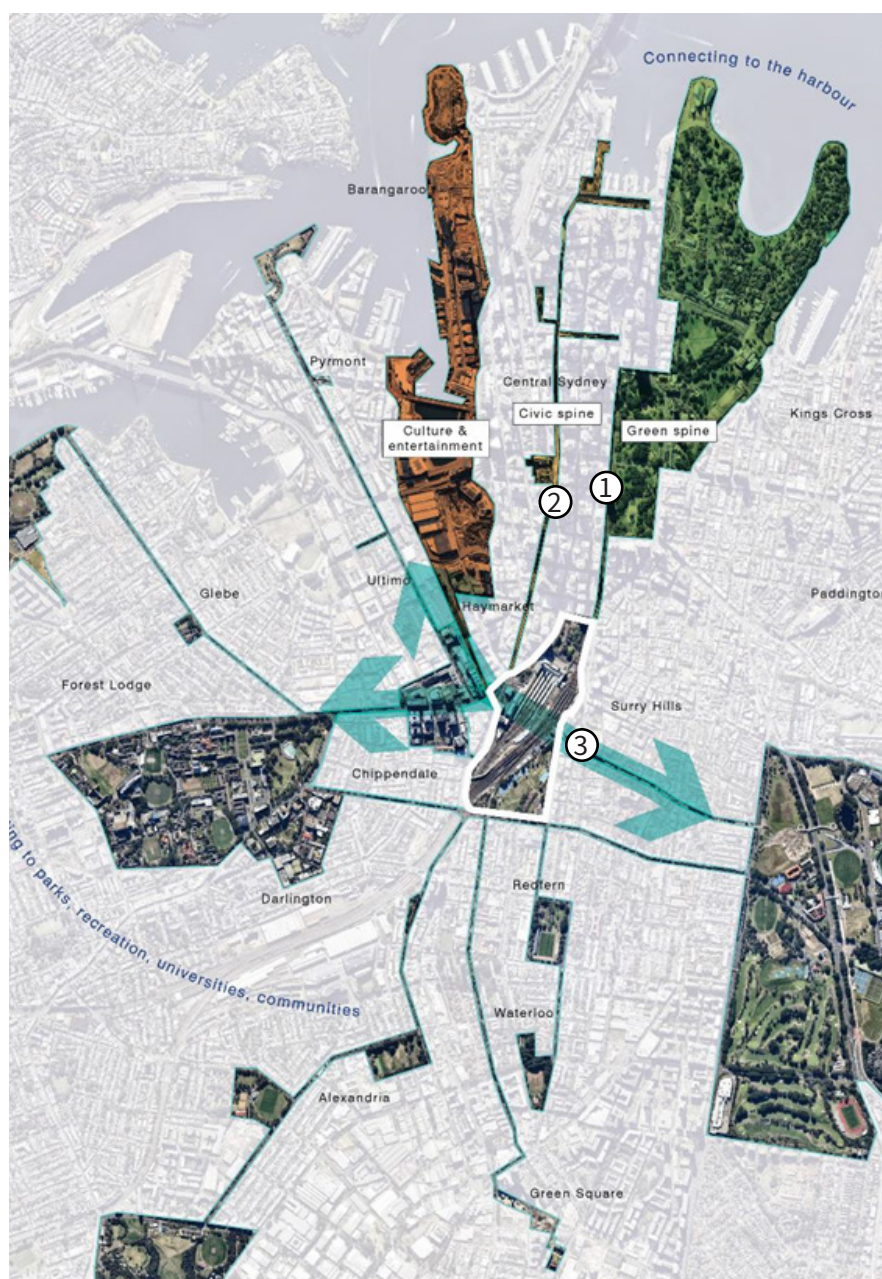 Connecting to the harbour
Barangaroo
Pyrmont
Central Sydney
Civic spine
Kings Cross
Culture &
entertainment
Green spine
1
2
Ultimo
Glebe
Haymarket
Paddington
Forest Lodge
Surry Hills
3
Chippendale
Redfern
Darlington
to parks, recreation, universities, communities
Waterloo
Alexandria
Green Square